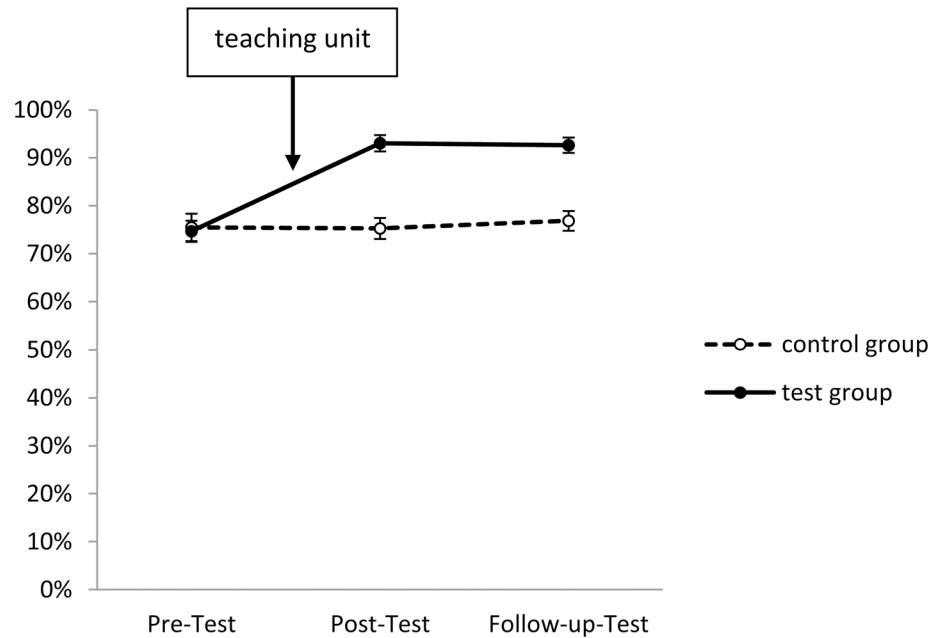 teaching unit
100%
90%
80%
70%
60%
50%
40%
30%
20%
10%
0%
control group
test group
Pre-Test
Post-Test
Follow-up-Test